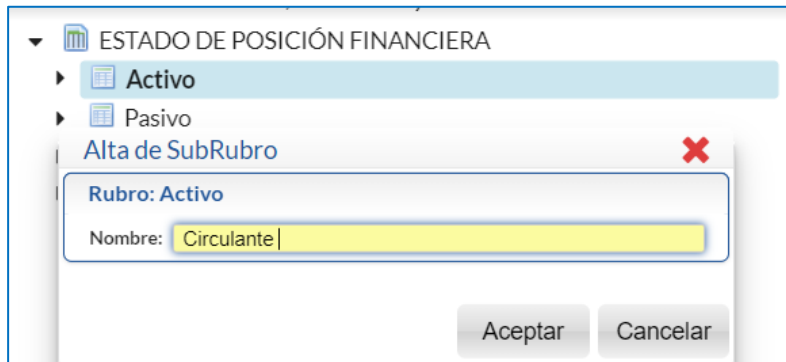 ESTADO DE POSICIÓN FINANCIERA
Activo
Pasivo
Alta de SubRubro
Rubro: Activo
Nombre: Circulante
Aceptar Cancelar